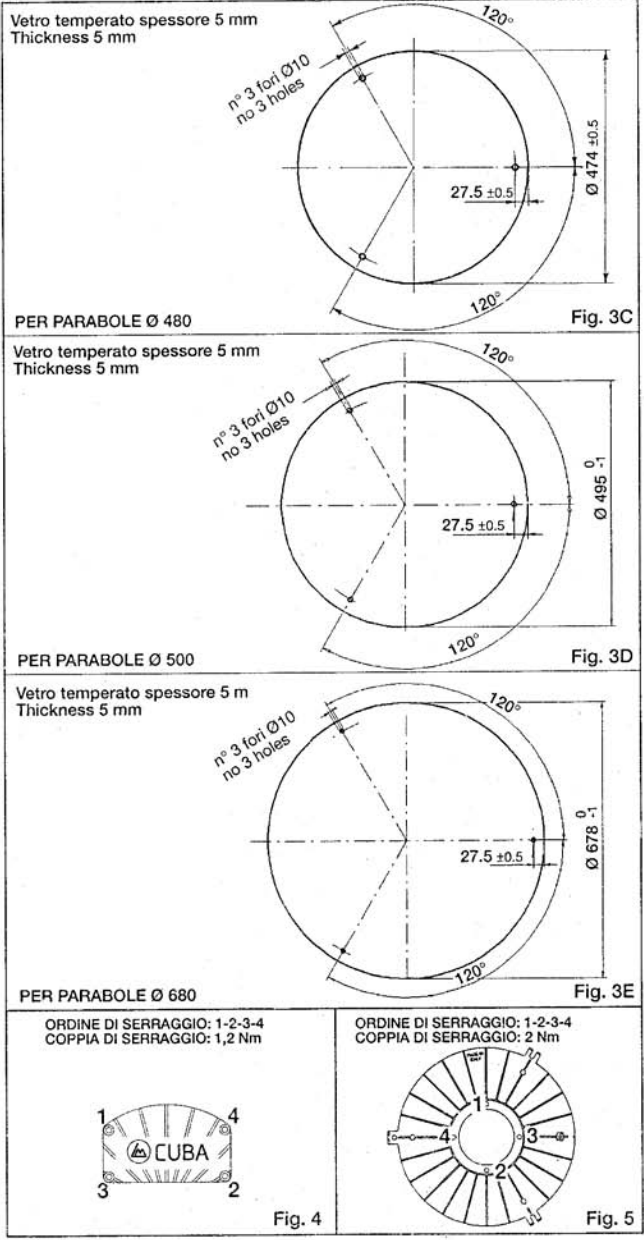 Vetro temperato spessore 5 mm
Thickness 5 mm
120°
n° 3 fori Ø10
no 3 holes
27.5 ±0.5
Ø 474 ±0.5
120°
PER PARABOLE Ø 480
Fig. 3C
Vetro temperato spessore 5 mm
Thickness 5 mm
120°
n° 3 fori Ø10
no 3 holes
27.5 ±0.5
Ø 495 0 -1
120°
PER PARABOLE Ø 500
Fig. 3D
Vetro temperato spessore 5 m
Thickness 5 mm
120°
n° 3 fori Ø10
no 3 holes
27.5 ±0.5
Ø 678 0 -1
120°
PER PARABOLE Ø 680
Fig. 3E
ORDINE DI SERRAGGIO: 1-2-3-4
COPPIA DI SERRAGGIO: 1,2 Nm
1
4
CUBA
3
2
Fig. 4
ORDINE DI SERRAGGIO: 1-2-3-4
COPPIA DI SERRAGGIO: 2 Nm
1
4
3
2
Fig. 5